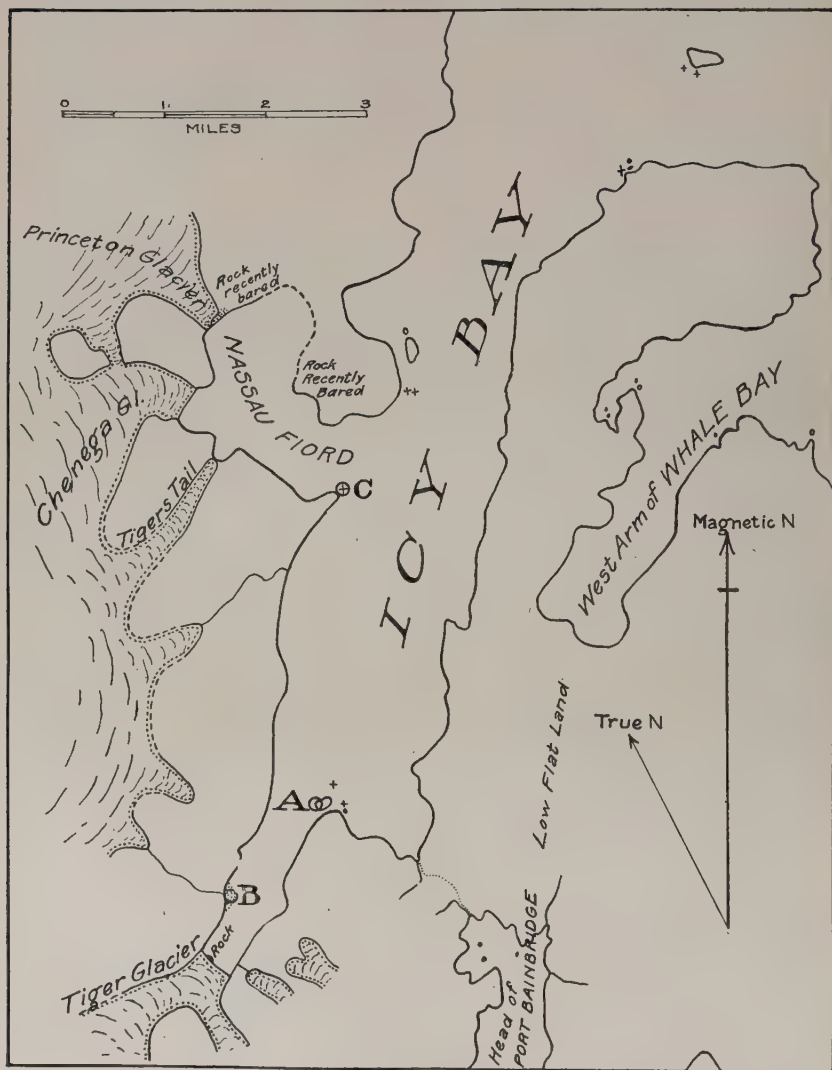 0 1 2 3
MILES
Princeton Glacier
Rock
recently
bared
NASSAU FIORD
Rock
Recently
Bared
ICY BAY
Chenega Gl.
Tigers Tail
C
West Arm of WHALE BAY
Magnetic N
True N
Low Flat Land
A
B
Rock
Tiger Glacier
Head of
PORT BAINBRIDGE